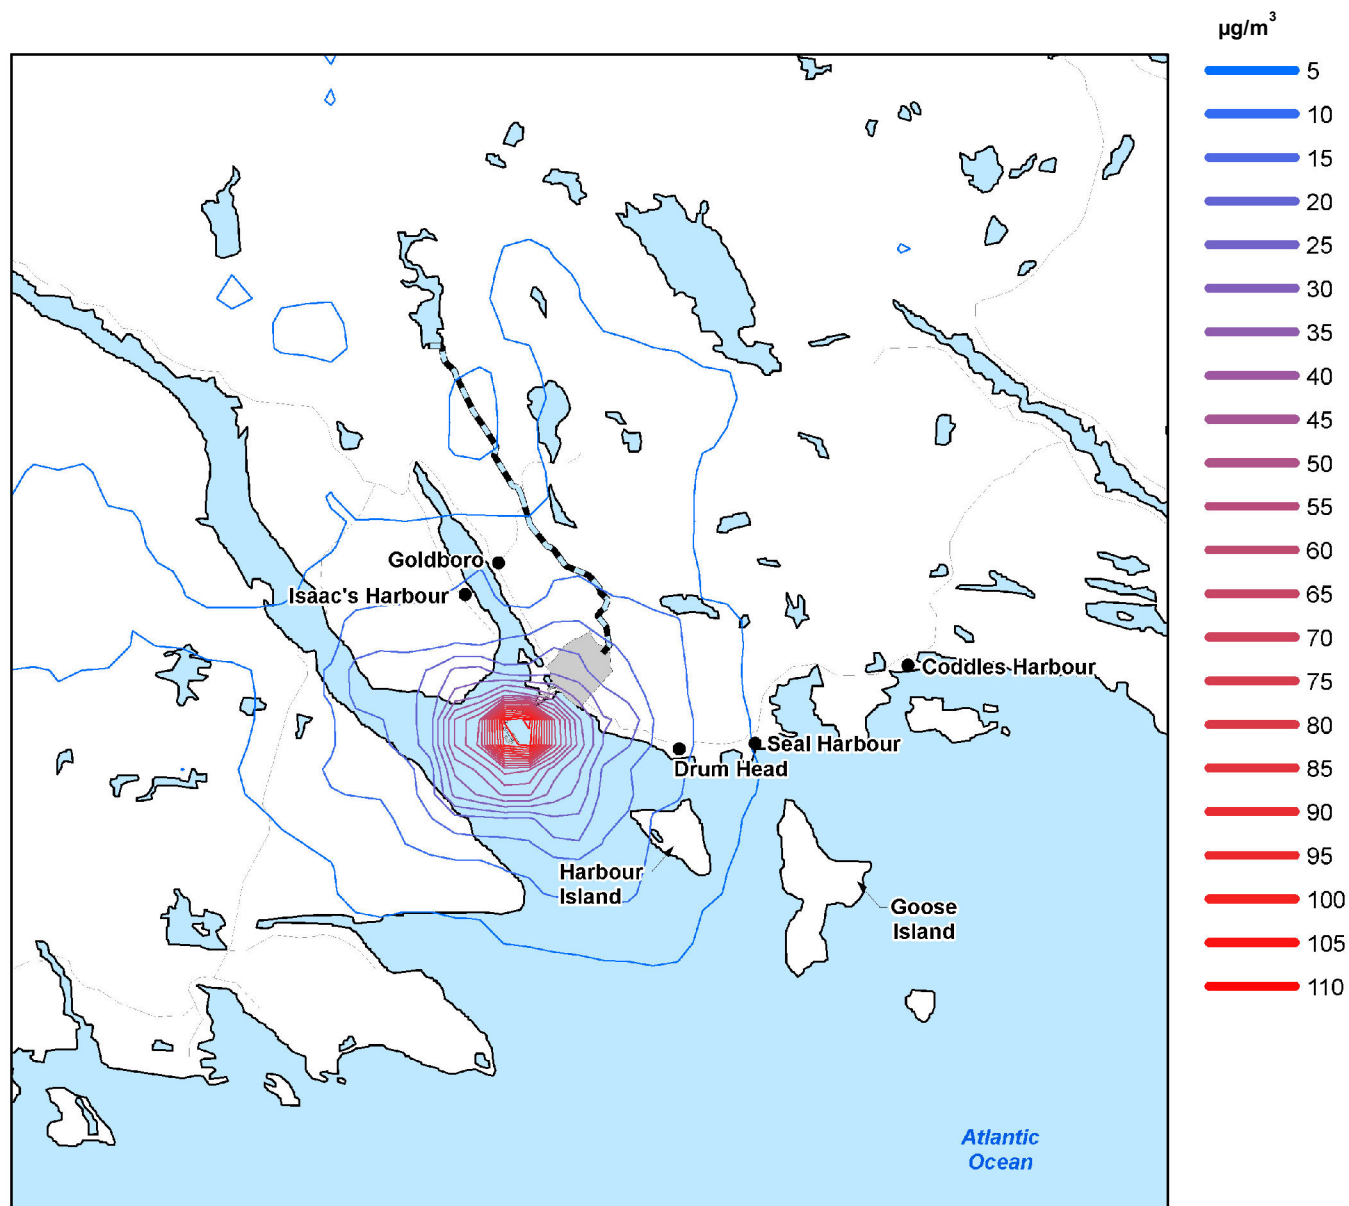 µg/m³
5
10
15
20
25
30
35
40
45
50
55
60
65
70
75
80
85
90
95
100
105
110
Goldboro
Isaac's Harbour
Coddles Harbour
Seal Harbour
Drum Head
Harbour
Island
Goose
Island
Atlantic
Ocean